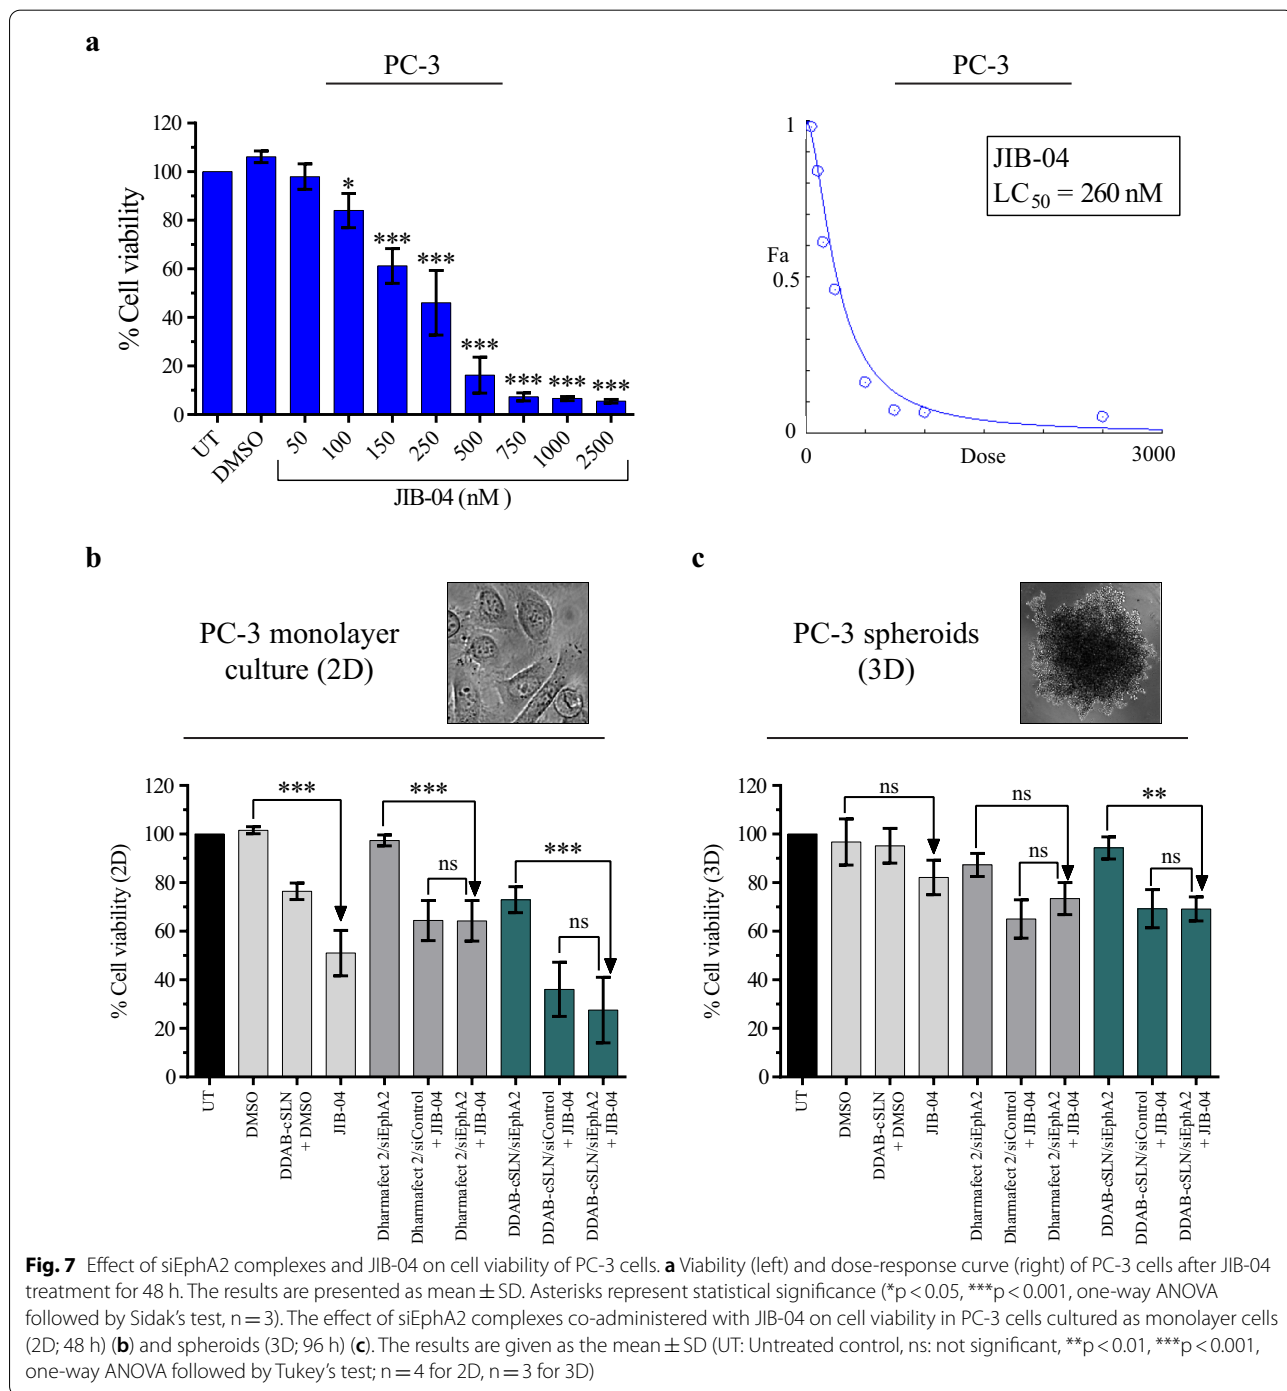 a
PC-3
120
100
80
60
40
20
0
% Cell viability
*
***
***
***
***
***
***
UT
DMSO
50
100
150
250
500
750
1000
2500
JIB-04 (nM )
PC-3
1
Fa
0.5
0
0
Dose
3000
JIB-04
LC50 = 260 nM
b
PC-3 monolayer
culture (2D)
120
100
80
60
40
20
0
% Cell viability (2D)
***
***
ns
***
ns
UT
DMSO
DDAB-cSLN
+ DMSO
JIB-04
Dharmafect 2/siEphA2
Dharmafect 2/siControl
+ JIB-04
Dharmafect 2/siEphA2
+ JIB-04
DDAB-cSLN/siEphA2
DDAB-cSLN/siControl
+ JIB-04
DDAB-cSLN/siEphA2
+ JIB-04
c
PC-3 spheroids
(3D)
120
100
80
60
40
20
0
% Cell viability (3D)
ns
ns
ns
**
ns
UT
DMSO
DDAB-cSLN
+ DMSO
JIB-04
Dharmafect 2/siEphA2
Dharmafect 2/siControl
+ JIB-04
Dharmafect 2/siEphA2
+ JIB-04
DDAB-cSLN/siEphA2
DDAB-cSLN/siControl
+ JIB-04
DDAB-cSLN/siEphA2
+ JIB-04
Fig. 7 Effect of siEphA2 complexes and JIB-04 on cell viability of PC-3 cells. a Viability (left) and dose-response curve (right) of PC-3 cells after JIB-04
treatment for 48 h. The results are presented as mean ± SD. Asterisks represent statistical significance (*p < 0.05, ***p < 0.001, one-way ANOVA
followed by Sidak's test, n = 3). The effect of siEphA2 complexes co-administered with JIB-04 on cell viability in PC-3 cells cultured as monolayer cells
(2D; 48 h) (b) and spheroids (3D; 96 h) (c). The results are given as the mean ± SD (UT: Untreated control, ns: not significant, **p < 0.01, ***p < 0.001,
one-way ANOVA followed by Tukey's test; n = 4 for 2D, n = 3 for 3D)